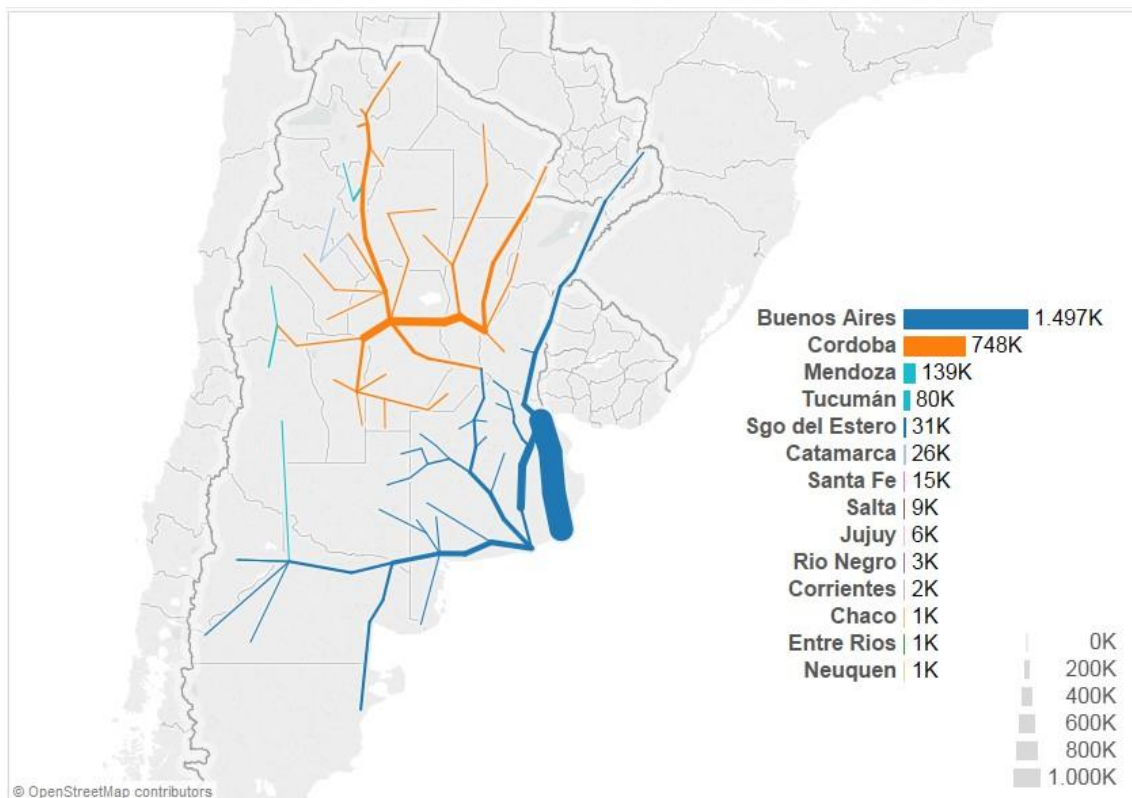 Buenos Aires 1.497K
Cordoba 748K
Mendoza 139K
Tucumán 80K
Sgo del Estero 31K
Catamarca 26K
Santa Fe 15K
Salta 9K
Jujuy 6K
Rio Negro 3K
Corrientes 2K
Chaco 1K
Entre Rios 1K
Neuquen 1K
0K
200K
400K
600K
800K
1.000K
© OpenStreetMap contributors